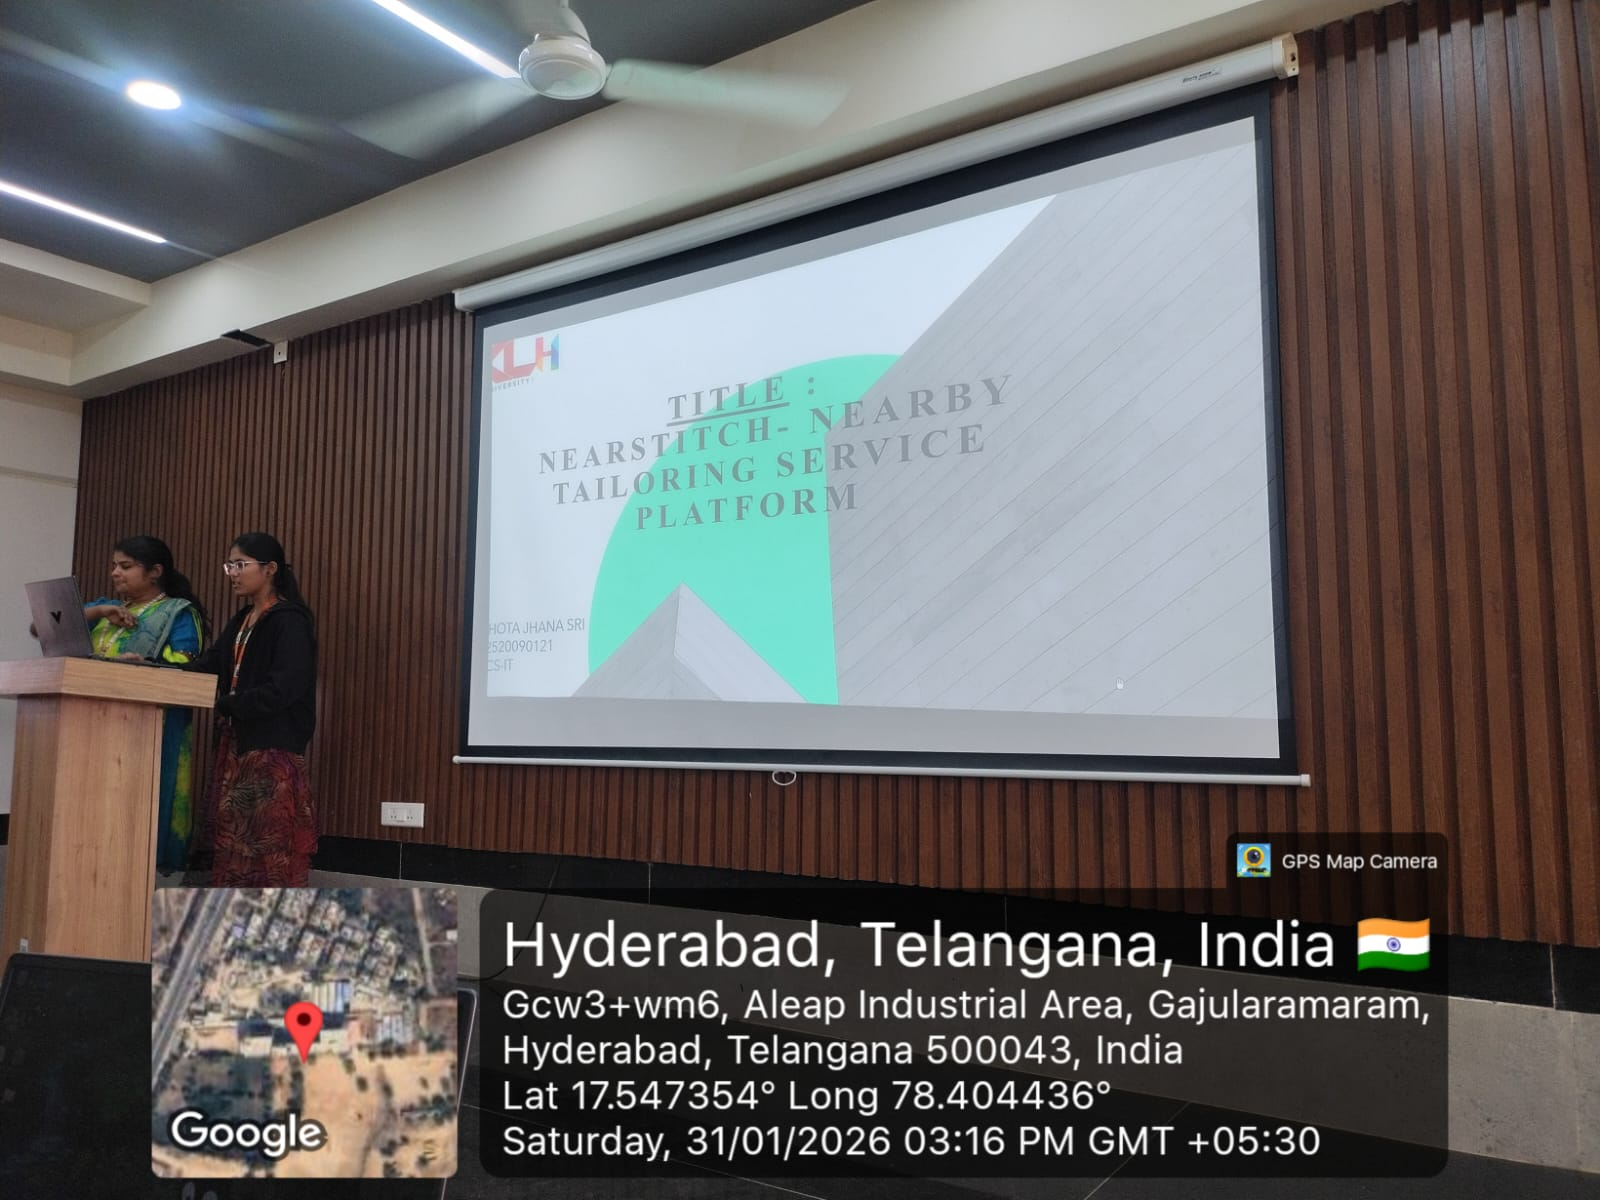 KLH
IVERSITY
TITLE :
NEARSTITCH- NEARBY
TAILORING SERVICE
PLATFORM
HOTA JHANA SRI
2520090121
CS-IT
GPS Map Camera
Hyderabad, Telangana, India
Gcw3+wm6, Aleap Industrial Area, Gajularamaram,
Hyderabad, Telangana 500043, India
Lat 17.547354° Long 78.404436°
Saturday, 31/01/2026 03:16 PM GMT +05:30
Google